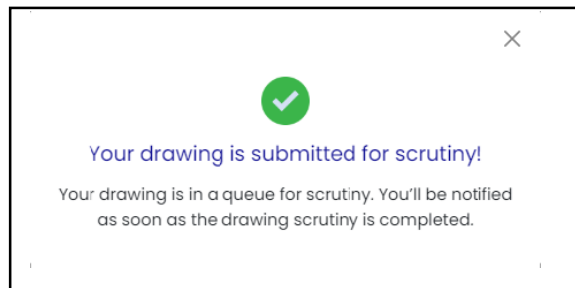 Your drawing is submitted for scrutiny!
Your drawing is in a queue for scrutiny. You'll be notified
as soon as the drawing scrutiny is completed.